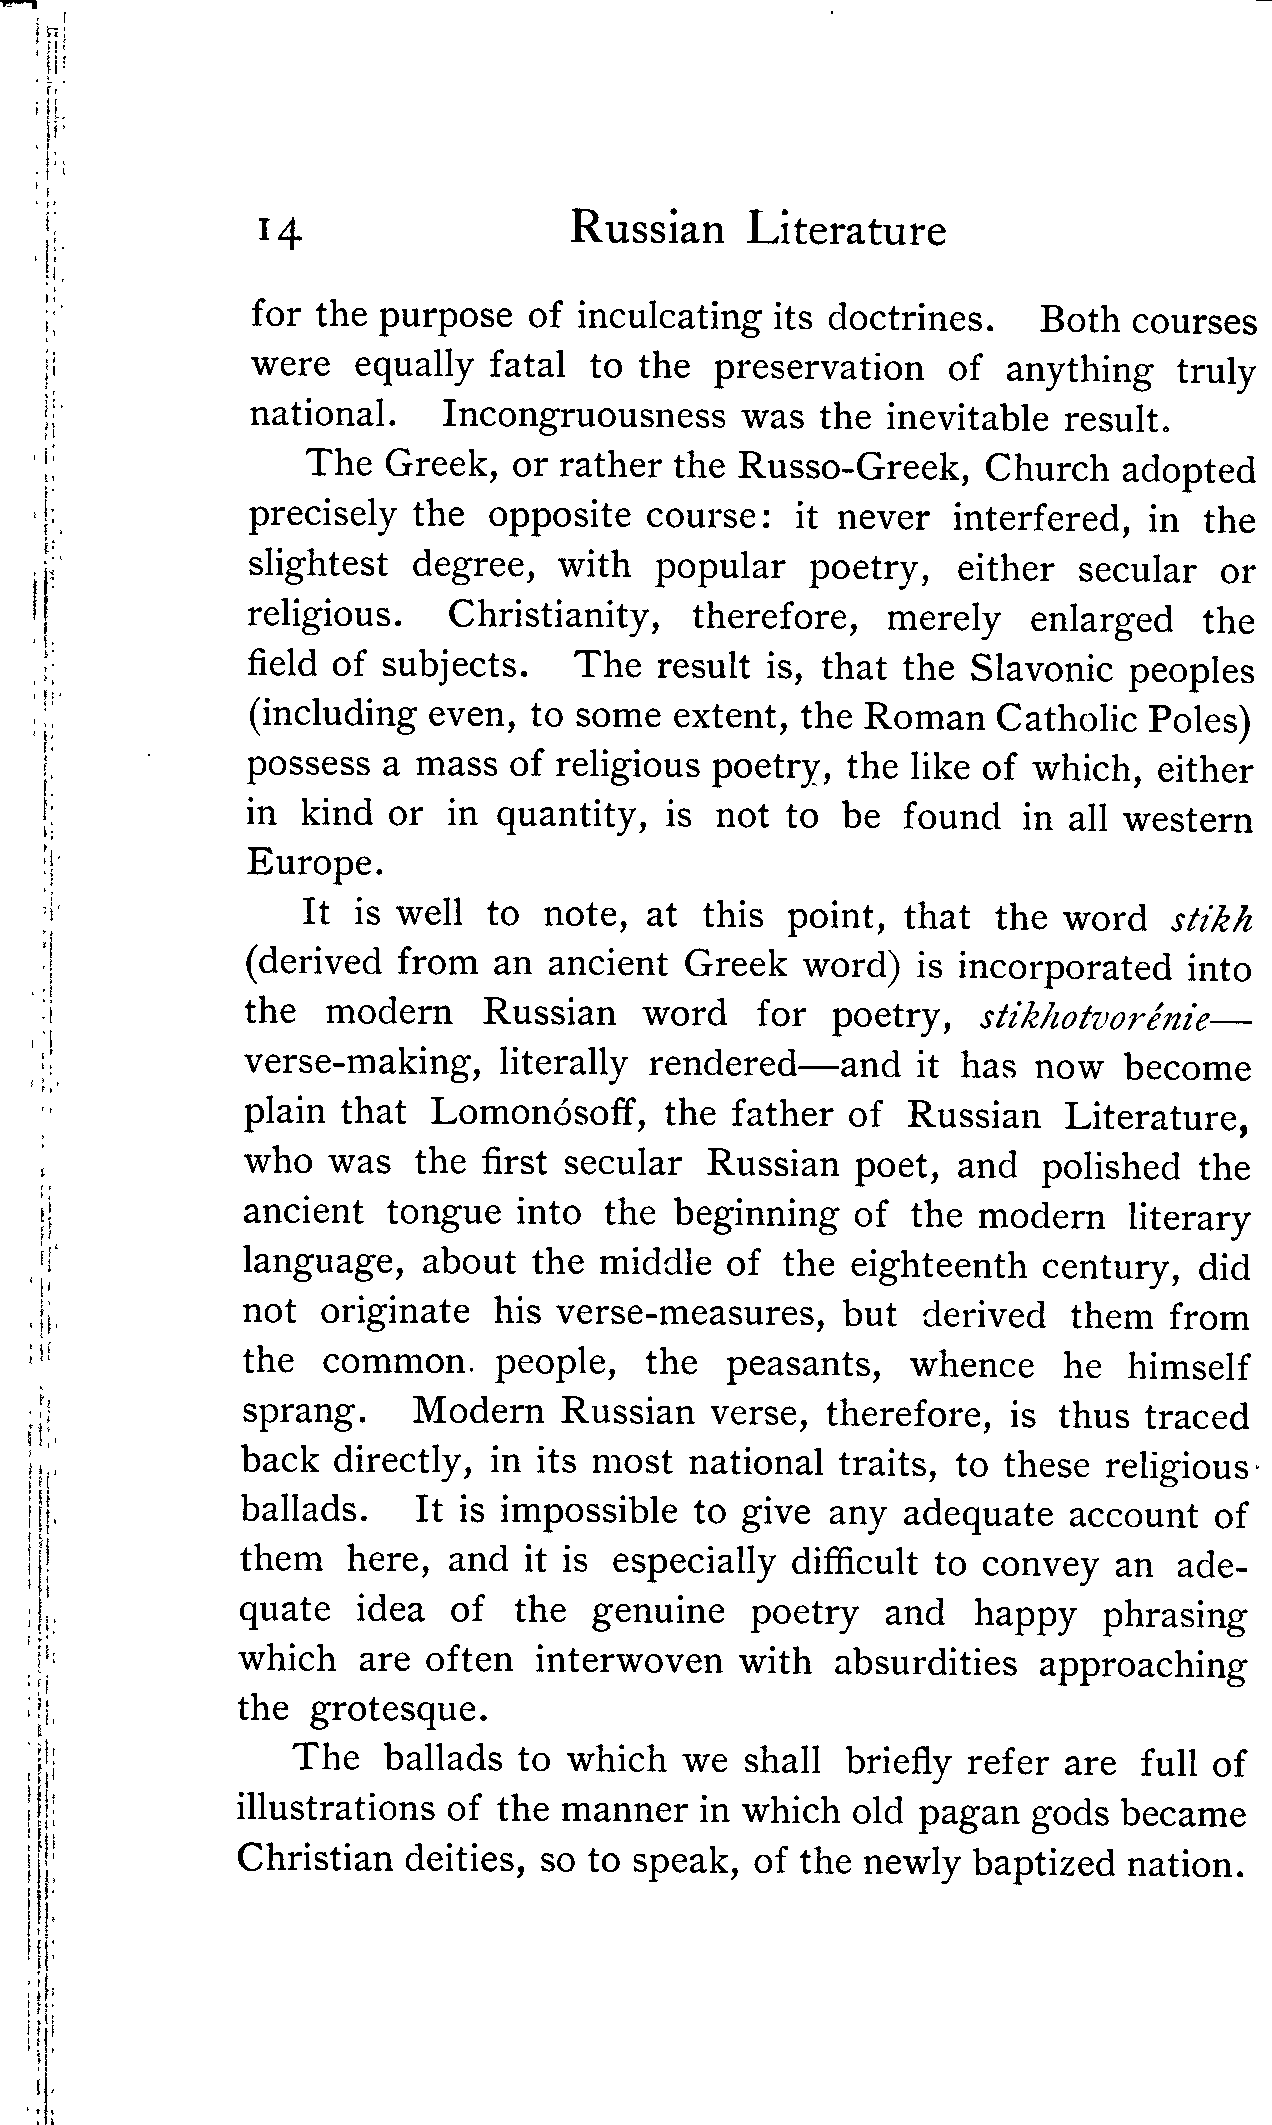 14 Russian Literature
for the purpose of inculcating its doctrines. Both courses
were equally fatal to the preservation of anything truly
national. Incongruousness was the inevitable result.
The Greek, or rather the Russo-Greek, Church adopted
precisely the opposite course: it never interfered, in the
slightest degree, with popular poetry, either secular or
religious. Christianity, therefore, merely enlarged the
field of subjects. The result is, that the Slavonic peoples
(including even, to some extent, the Roman Catholic Poles)
possess a mass of religious poetry, the like of which, either
in kind or in quantity, is not to be found in all western
Europe.
It is well to note, at this point, that the word stikh
(derived from an ancient Greek word) is incorporated into
the modern Russian word for poetry, stikhotvorénie—
verse-making, literally rendered—and it has now become
plain that Lomonósoff, the father of Russian Literature,
who was the first secular Russian poet, and polished the
ancient tongue into the beginning of the modern literary
language, about the middle of the eighteenth century, did
not originate his verse-measures, but derived them from
the common people, the peasants, whence he himself
sprang. Modern Russian verse, therefore, is thus traced
back directly, in its most national traits, to these religious
ballads. It is impossible to give any adequate account of
them here, and it is especially difficult to convey an ade-
quate idea of the genuine poetry and happy phrasing
which are often interwoven with absurdities approaching
the grotesque.
The ballads to which we shall briefly refer are full of
illustrations of the manner in which old pagan gods became
Christian deities, so to speak, of the newly baptized nation.